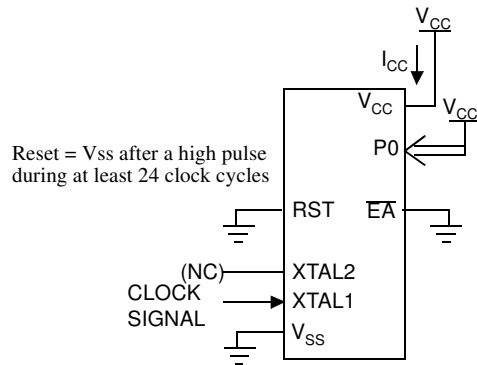 VCC
ICC
VCC
VCC
P0
Reset = Vss after a high pulse
during at least 24 clock cycles
RST
EA
(NC)
XTAL2
CLOCK
SIGNAL
XTAL1
VSS